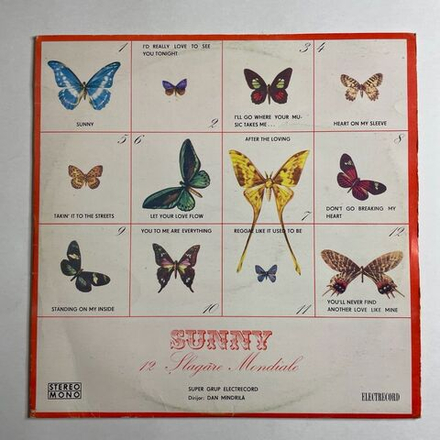 1
I'D REALLY LOVE TO SEE
YOU TONIGHT
3
4
SUNNY
2
I'LL GO WHERE YOUR MU-
SIC TAKES ME...
HEART ON MY SLEEVE
5
6
AFTER THE LOVING
8
TAKIN' IT TO THE STREETS
LET YOUR LOVE FLOW
7
DON'T GO BREAKING MY
HEART
9
YOU TO ME ARE EVERYTHING
REGGAE LIKE IT USED TO BE
12
STANDING ON MY INSIDE
10
11
YOU'LL NEVER FIND
ANOTHER LOVE LIKE MINE
SUNNY
12 Slagăre Mondiale
STEREO
MONO
SUPER GRUP ELECTRECORD
Dirijor: DAN MINDRILĂ
ELECTRECORD